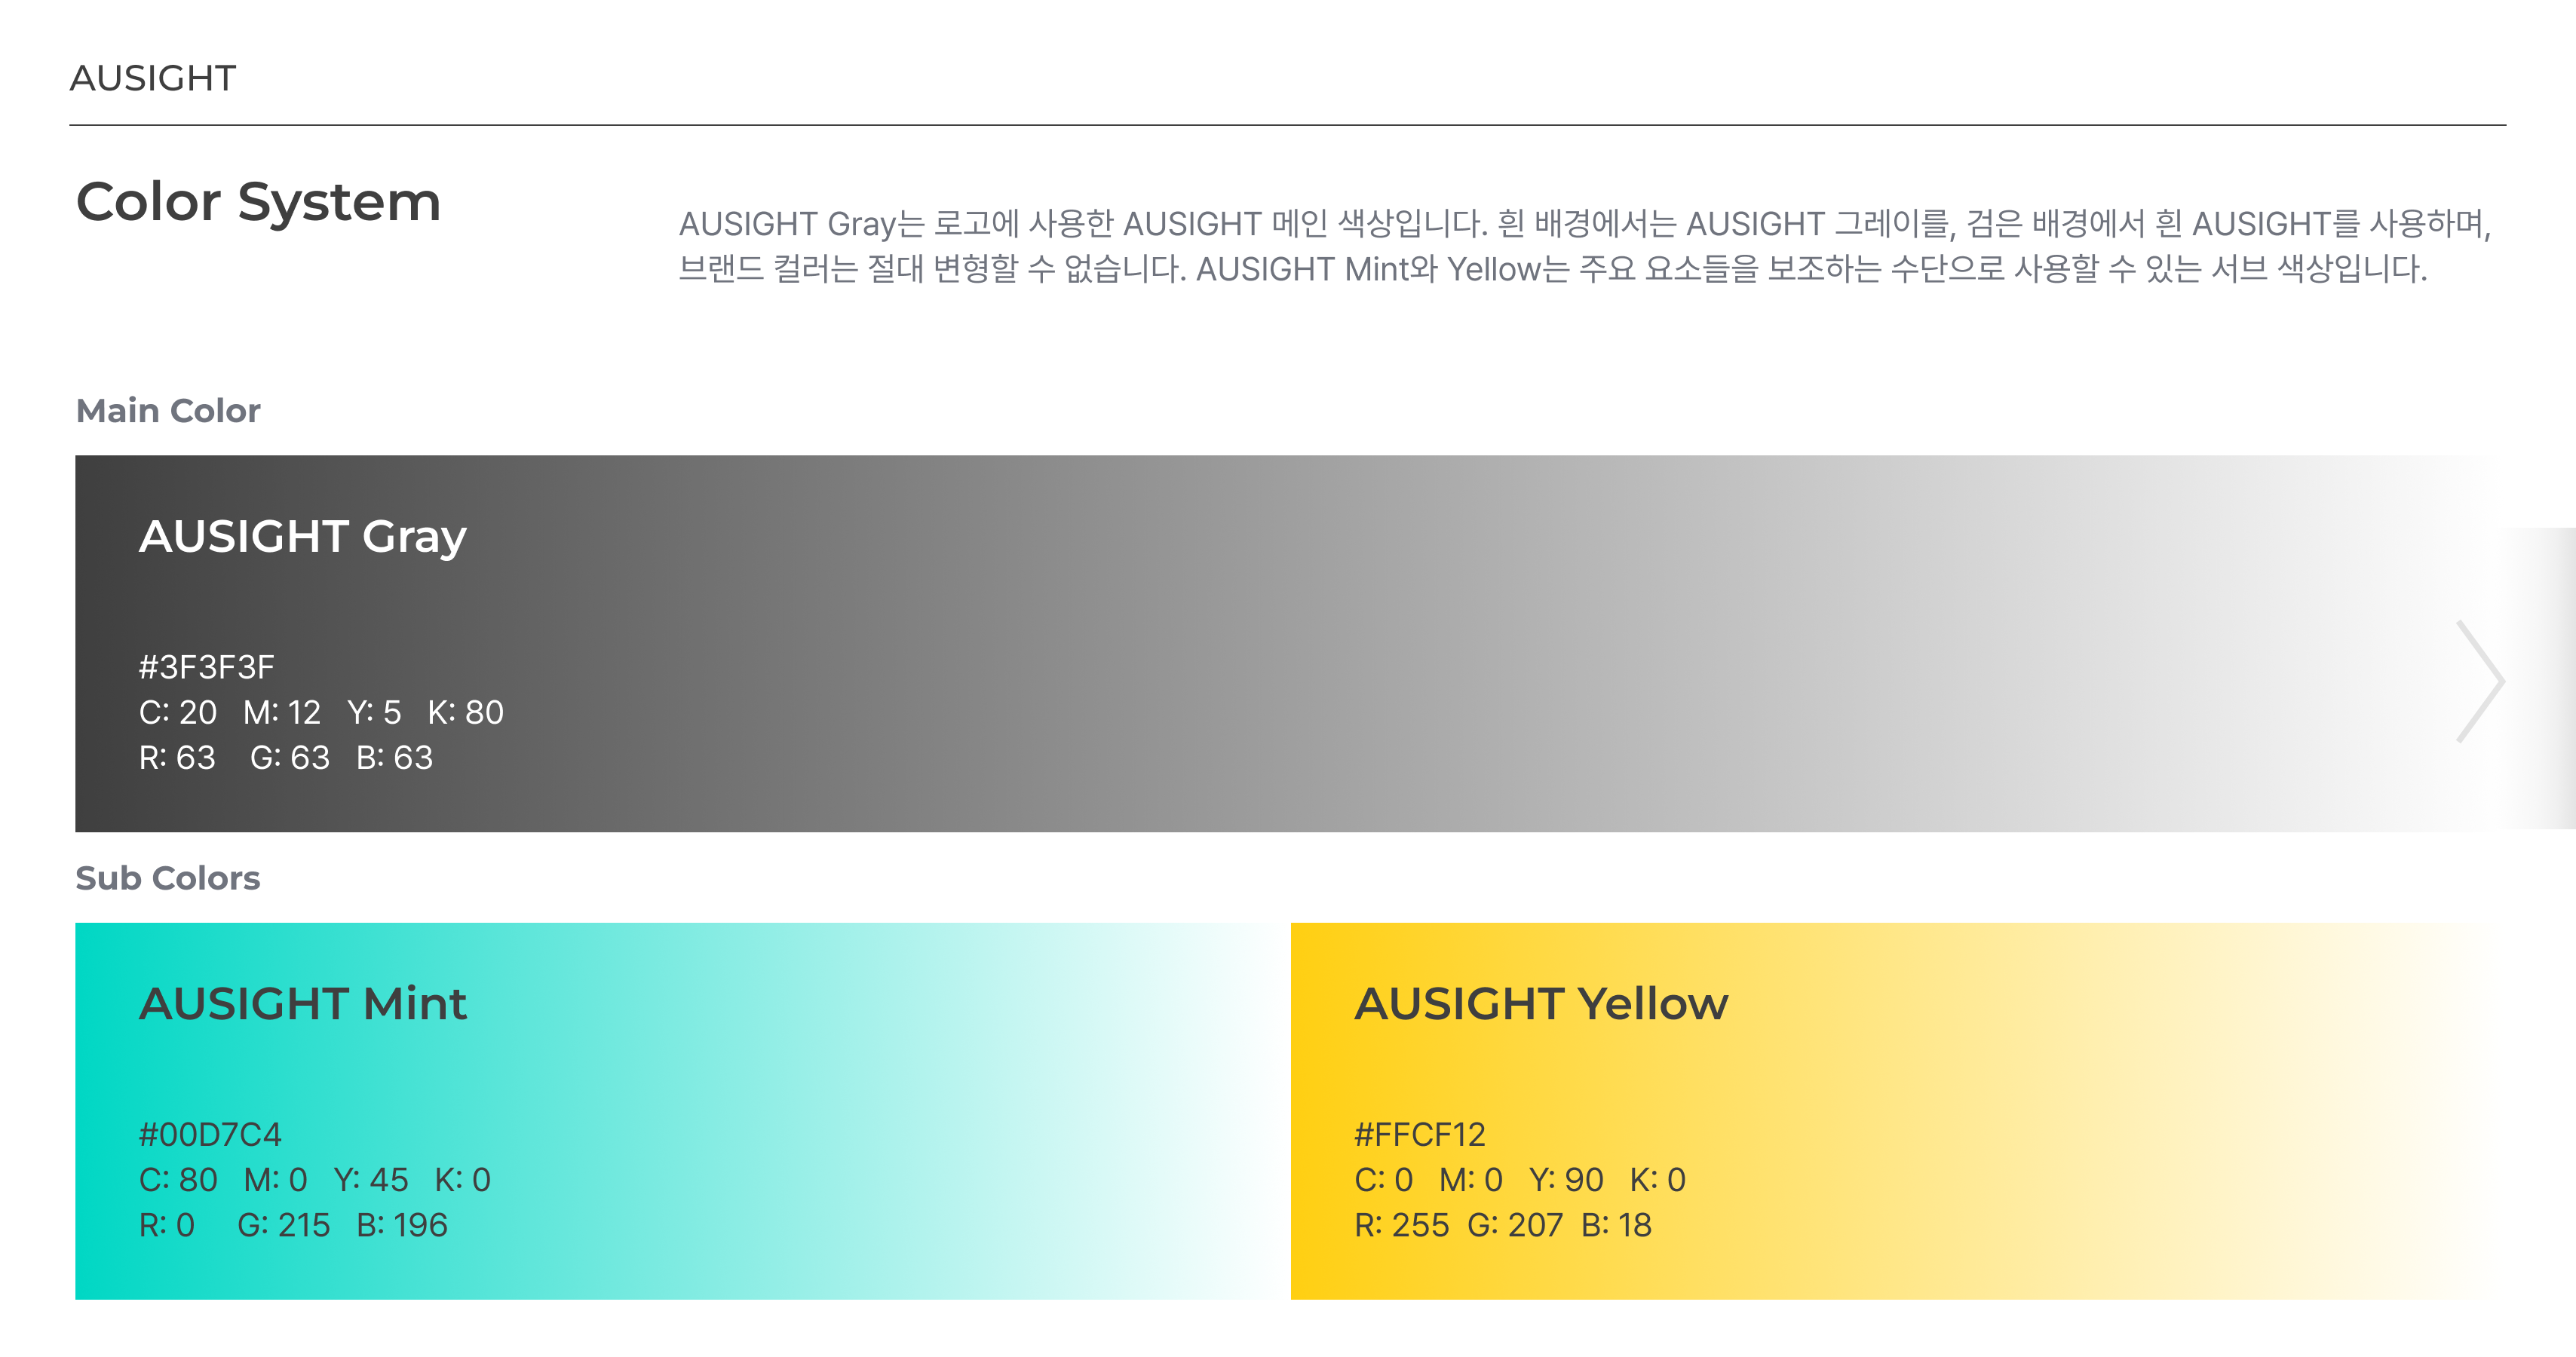 AUSIGHT
Color System
AUSIGHT Gray는 로고에 사용한 AUSIGHT 메인 색상입니다. 흰 배경에서는 AUSIGHT 그레이를, 검은 배경에서 흰 AUSIGHT를 사용하며,
브랜드 컬러는 절대 변형할 수 없습니다. AUSIGHT Mint와 Yellow는 주요 요소들을 보조하는 수단으로 사용할 수 있는 서브 색상입니다.
Main Color
AUSIGHT Gray
#3F3F3F
C: 20 M: 12 Y: 5 K: 80
R: 63 G: 63 B: 63
Sub Colors
AUSIGHT Mint
#00D7C4
C: 80 M: 0 Y: 45 K: 0
R: 0 G: 215 B: 196
AUSIGHT Yellow
#FFCF12
C: 0 M: 0 Y: 90 K: 0
R: 255 G: 207 B: 18